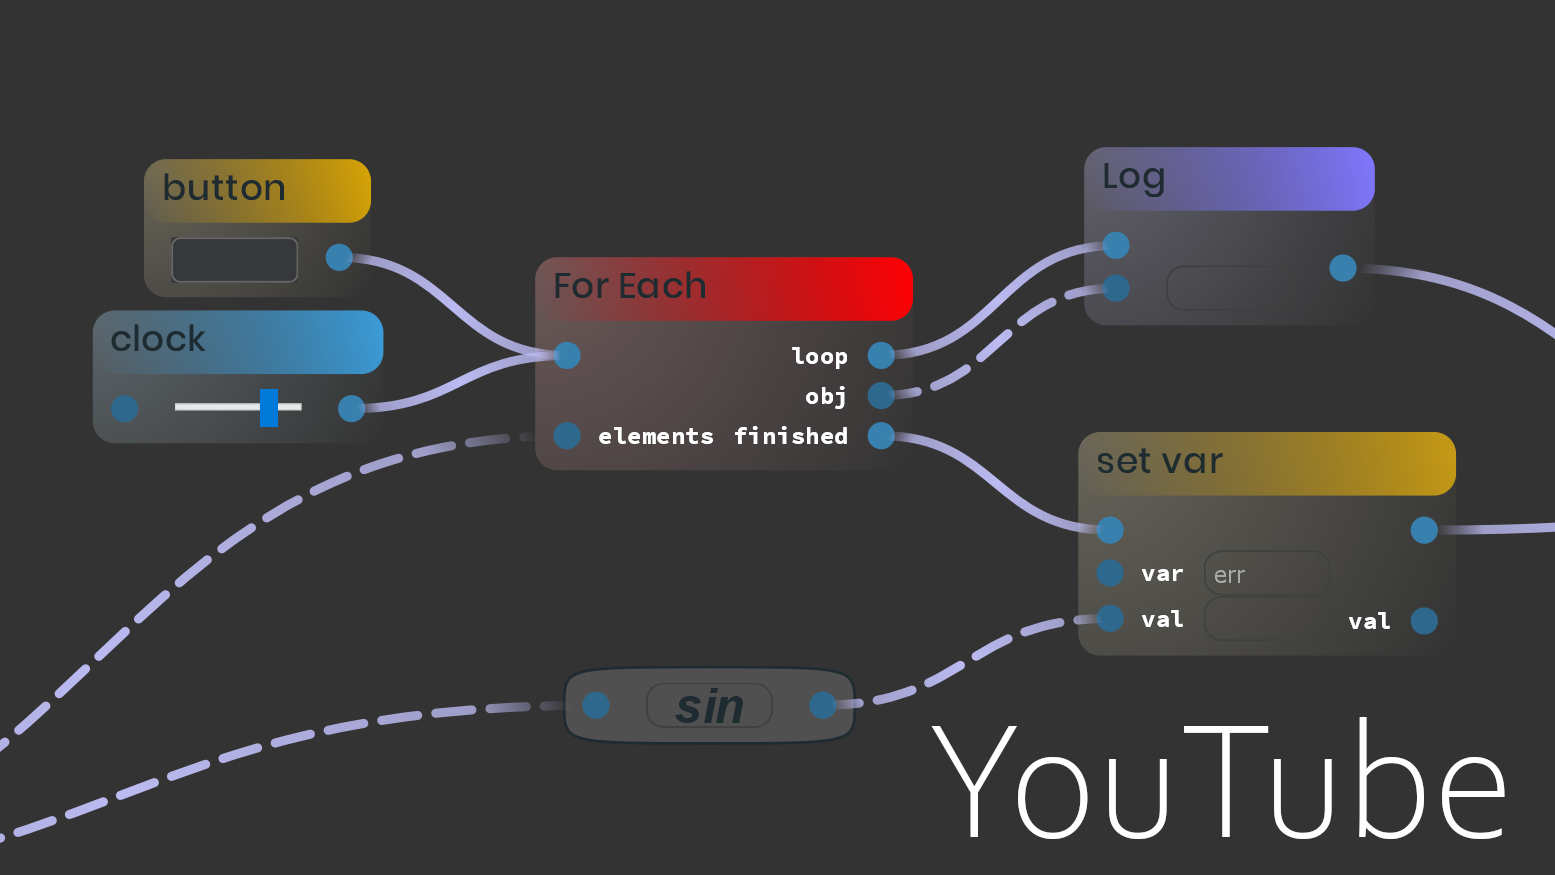 button
clock
For Each
loop
obj
elements finished
Log
set var
var err
val val
sin
YouTube